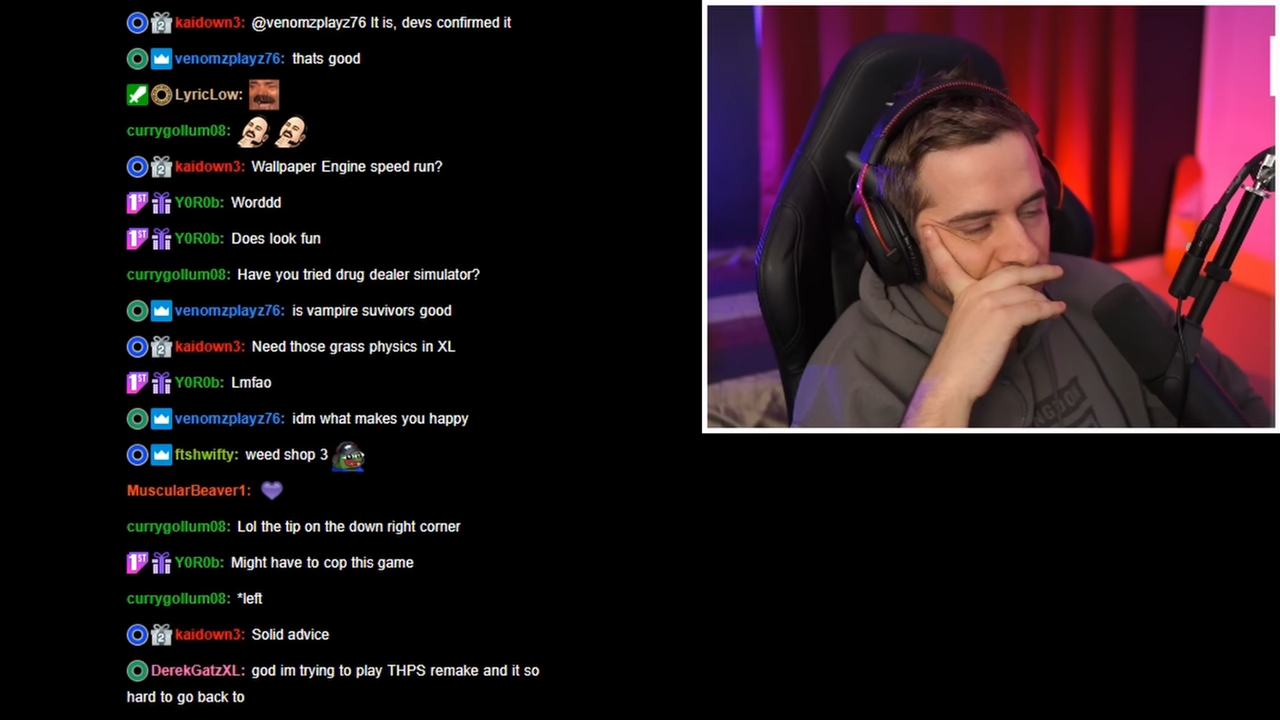 kaidown3: @venomzplayz76 It is, devs confirmed it
venomzplayz76: thats good
LyricLow:
currygollum08:
kaidown3: Wallpaper Engine speed run?
Y0R0b: Worddd
Y0R0b: Does look fun
currygollum08: Have you tried drug dealer simulator?
venomzplayz76: is vampire suvivors good
kaidown3: Need those grass physics in XL
Y0R0b: Lmfao
venomzplayz76: idm what makes you happy
ftshwifty: weed shop 3
MuscularBeaver1:
currygollum08: Lol the tip on the down right corner
Y0R0b: Might have to cop this game
currygollum08: *left
kaidown3: Solid advice
DerekGatzXL: god im trying to play THPS remake and it so
hard to go back to